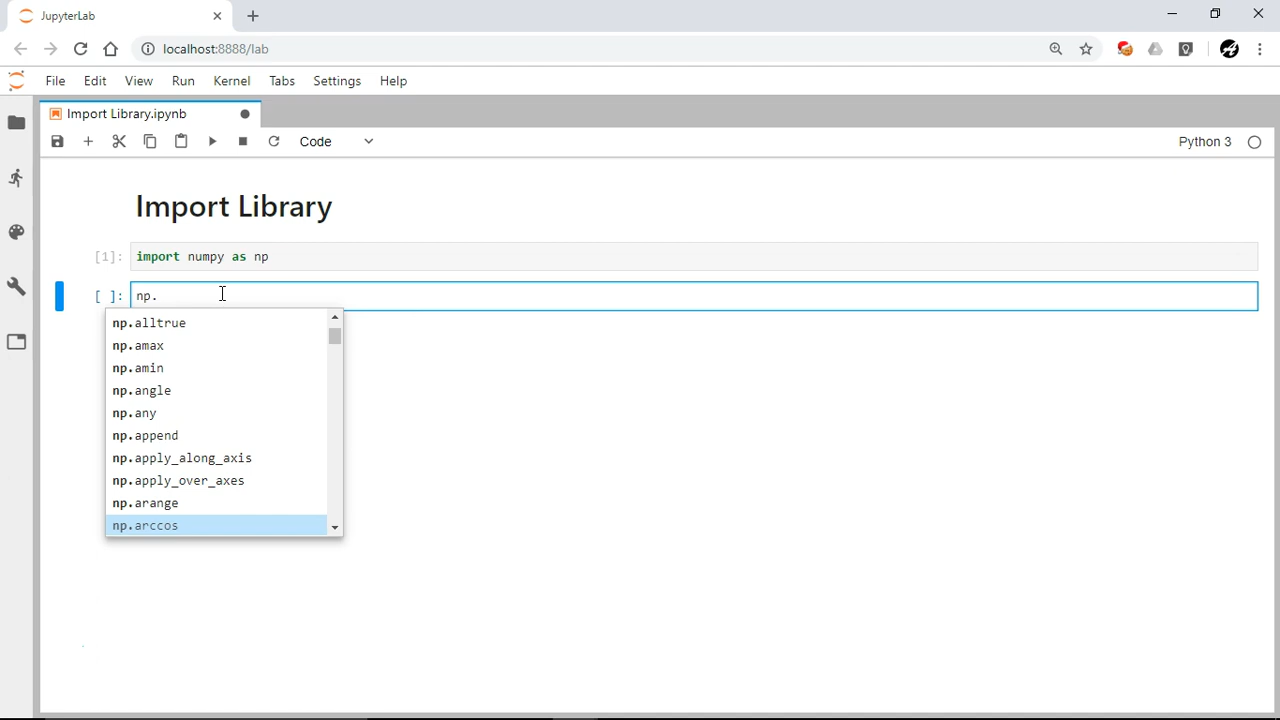 JupyterLab
localhost:8888/lab
File Edit View Run Kernel Tabs Settings Help
Import Library.ipynb
Code Python 3
Import Library
[1]: import numpy as np
[ ]: np.
np.alltrue
np.amax
np.amin
np.angle
np.any
np.append
np.apply_along_axis
np.apply_over_axes
np.arange
np.arccos